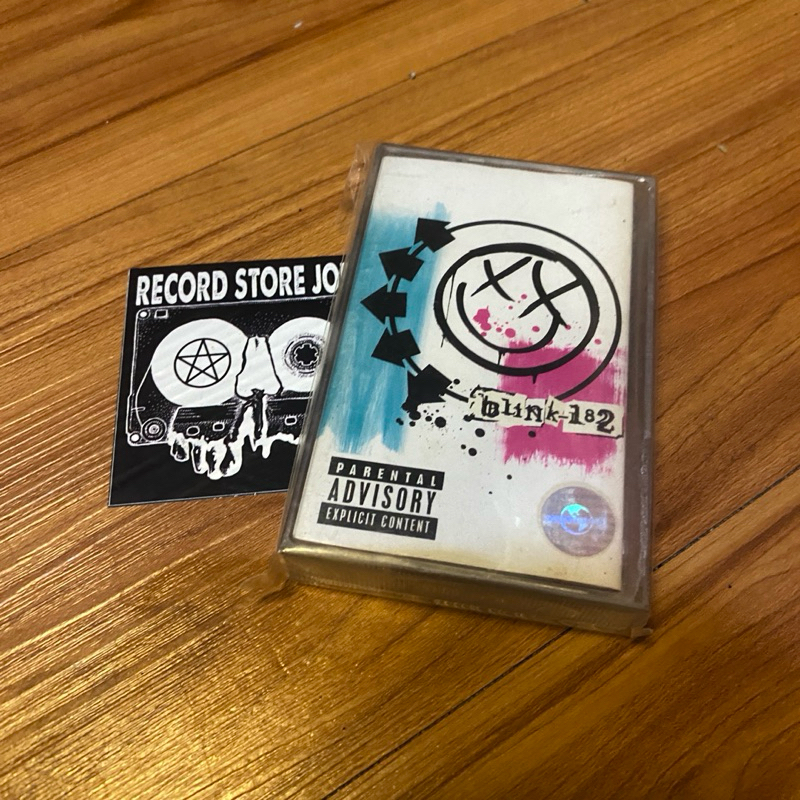 RECORD STORE JO
blink-182
PARENTAL
ADVISORY
EXPLICIT CONTENT